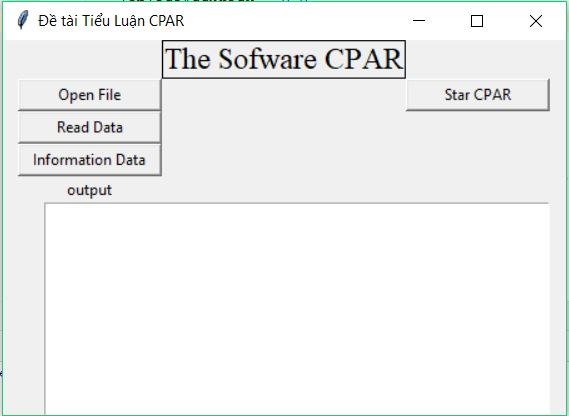 Đề tài Tiểu Luận CPAR
The Sofware CPAR
Open File
Star CPAR
Read Data
Information Data
output